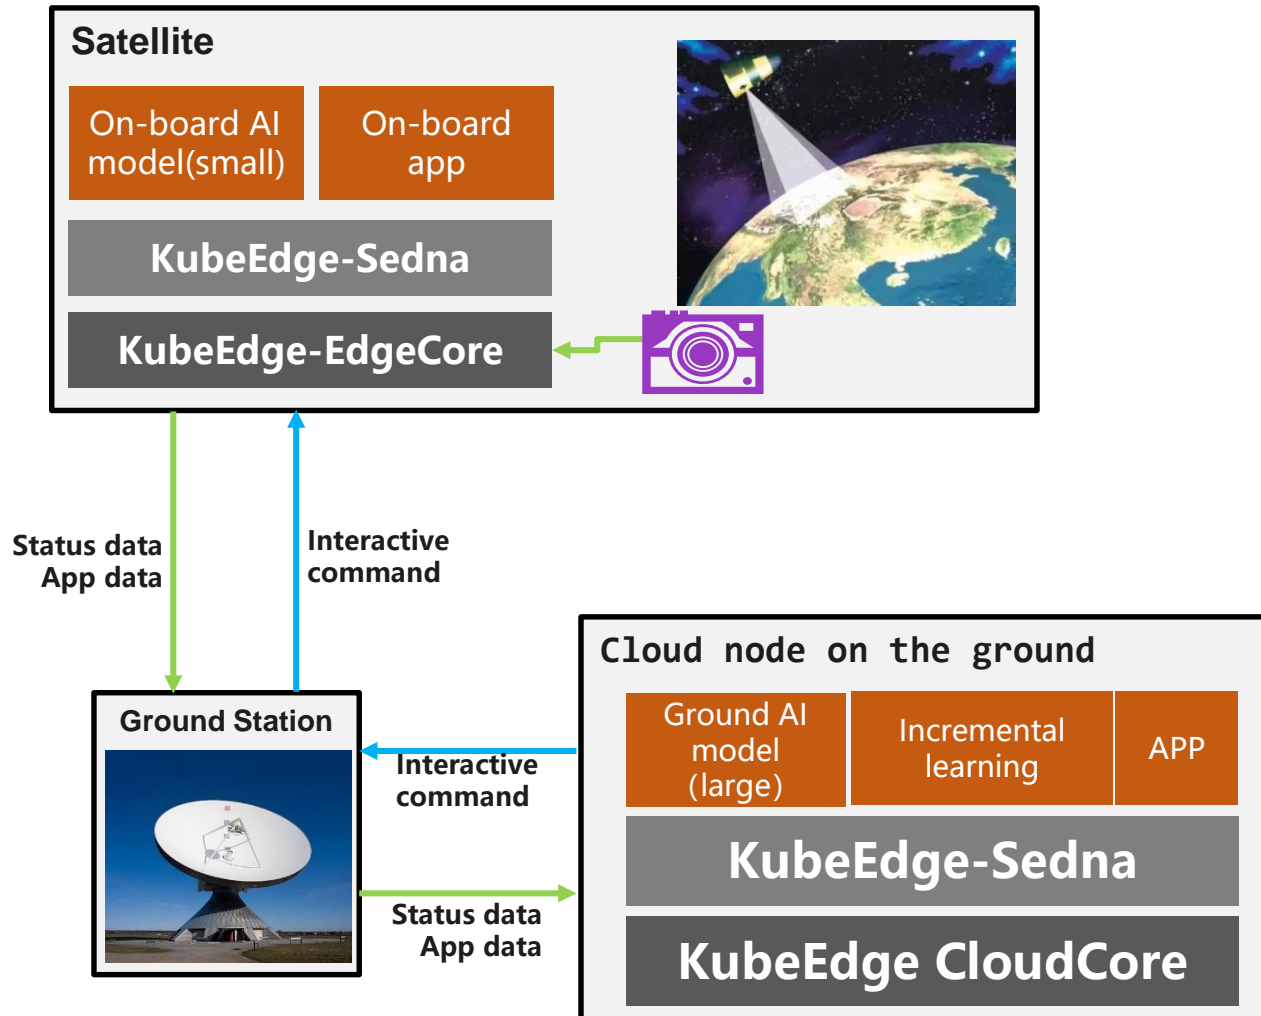 Satellite
On-board AI
model(small)
On-board
app
KubeEdge-Sedna
KubeEdge-EdgeCore
Status data
App data
Interactive
command
Ground Station
Interactive
command
Status data
App data
Cloud node on the ground
Ground AI
model
(large)
Incremental
learning
APP
KubeEdge-Sedna
KubeEdge CloudCore